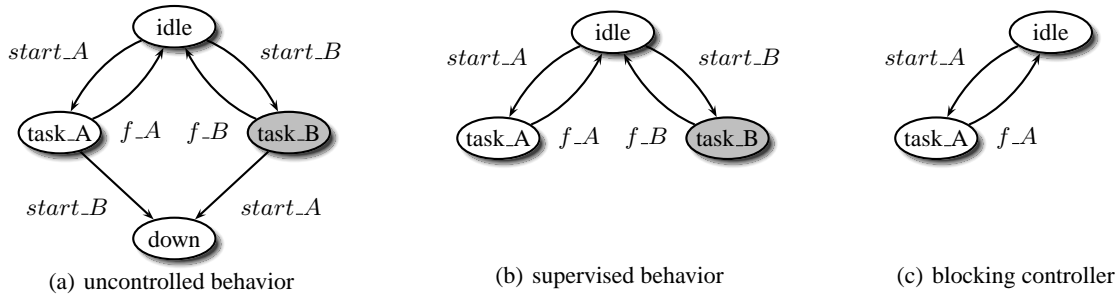 idle
start_A
start_B
task_A
f_A
f_B
task_B
start_B
start_A
down
(a) uncontrolled behavior
idle
start_A
start_B
task_A
f_A
f_B
task_B
(b) supervised behavior
idle
start_A
task_A
f_A
(c) blocking controller